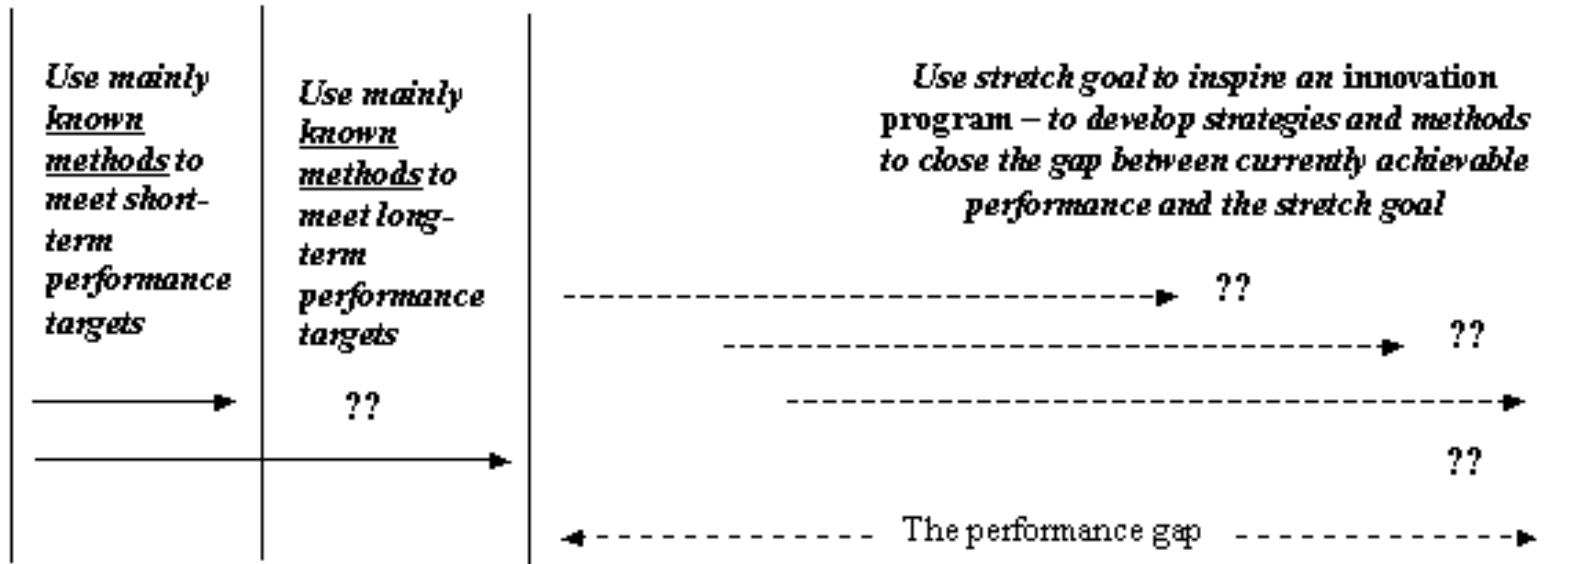 Use mainly
known
methods to
meet short-
term
performance
targets
Use mainly
known
methods to
meet long-
term
performance
targets
??
Use stretch goal to inspire an innovation
program – to develop strategies and methods
to close the gap between currently achievable
performance and the stretch goal
??
??
??
The performance gap